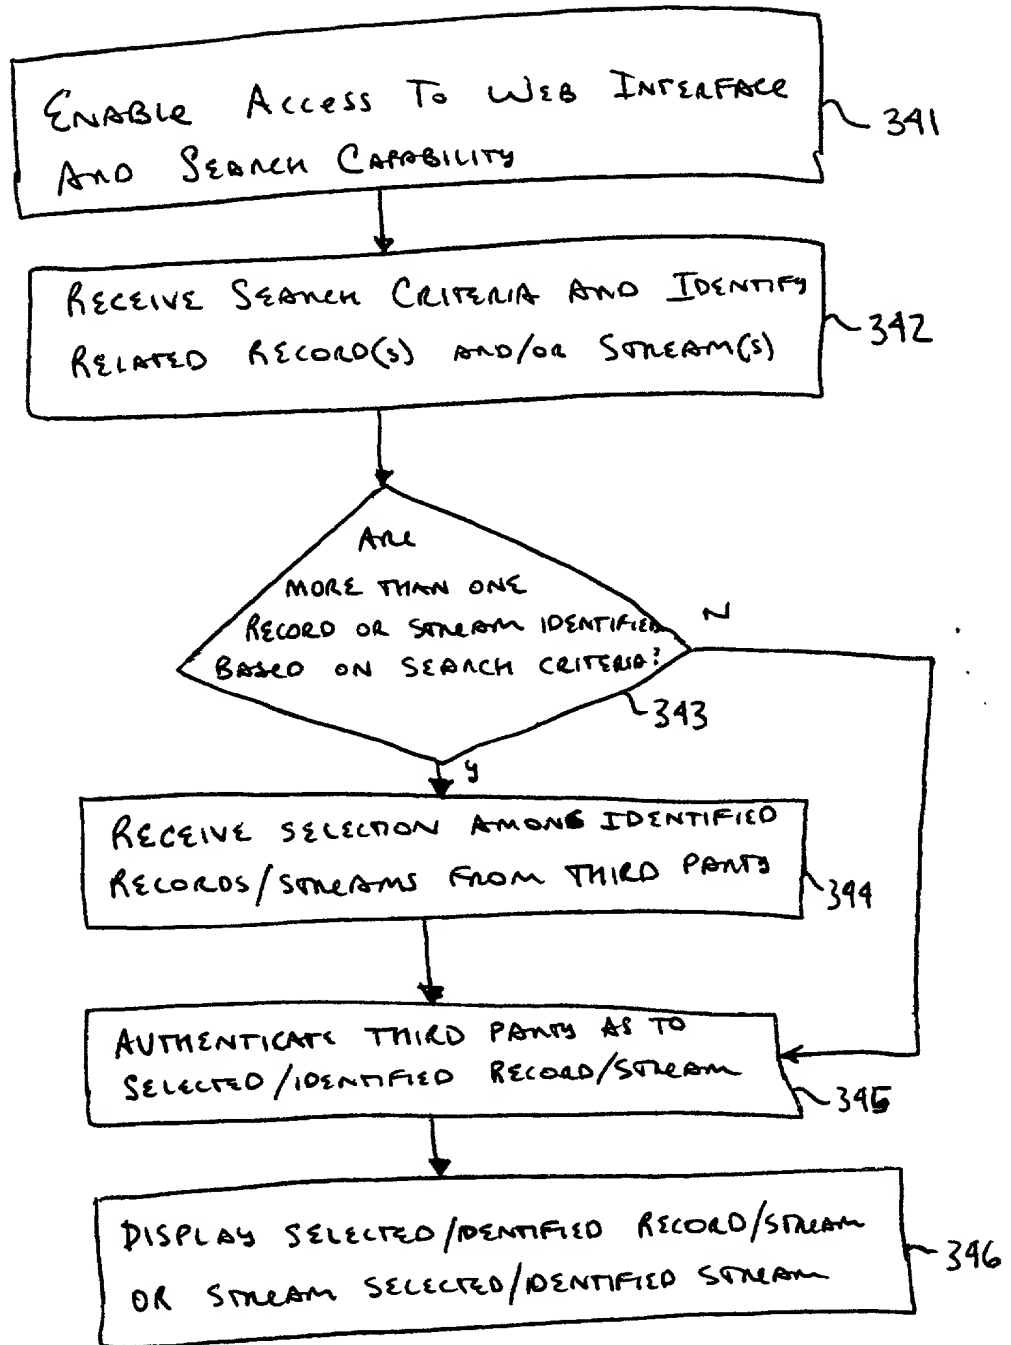 ENABLE ACCESS TO WEB INTERFACE
AND SEARCH CAPABILITY
341
RECEIVE SEARCH CRITERIA AND IDENTIFY
RELATED RECORD(S) AND/OR STREAM(S)
342
ARE
MORE THAN ONE
RECORD OR STREAM IDENTIFIED
BASED ON SEARCH CRITERIA?
N
343
Y
RECEIVE SELECTION AMONG IDENTIFIED
RECORDS/STREAMS FROM THIRD PARTY
344
AUTHENTICATE THIRD PARTY AS TO
SELECTED/IDENTIFIED RECORD/STREAM
345
DISPLAY SELECTED/IDENTIFIED RECORD/STREAM
OR STREAM SELECTED/IDENTIFIED STREAM
346